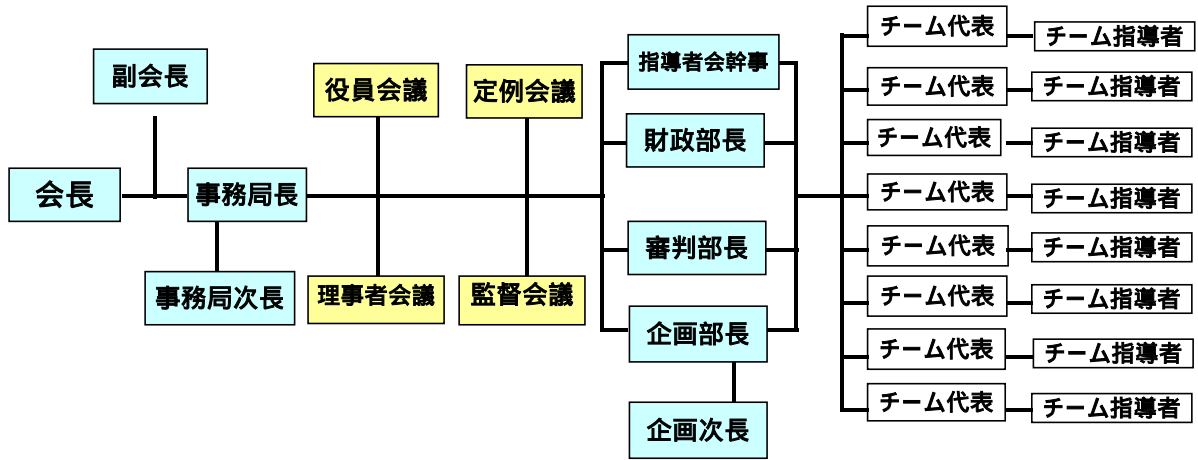 副会長
会長
事務局長
事務局次長
役員会議
定例会議
理事者会議
監督会議
指導者会幹事
財政部長
審判部長
企画部長
企画次長
チーム代表
チーム指導者
チーム代表
チーム指導者
チーム代表
チーム指導者
チーム代表
チーム指導者
チーム代表
チーム指導者
チーム代表
チーム指導者
チーム代表
チーム指導者
チーム代表
チーム指導者